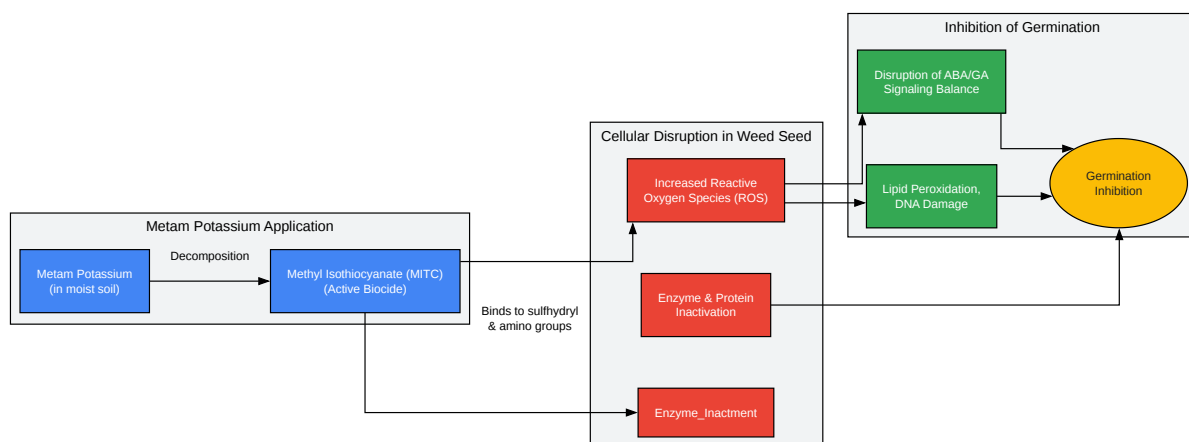 Inhibition of Germination
Disruption of ABA/GA
Signaling Balance
Cellular Disruption in Weed Seed
Increased Reactive
Oxygen Species (ROS)
Lipid Peroxidation,
DNA Damage
Germination
Inhibition
Metam Potassium Application
Decomposition
Metam Potassium
(in moist soil)
Methyl Isothiocyanate (MITC)
(Active Biocide)
Binds to sulfhydryl
& amino groups
Enzyme & Protein
Inactivation
Enzyme_Inactment